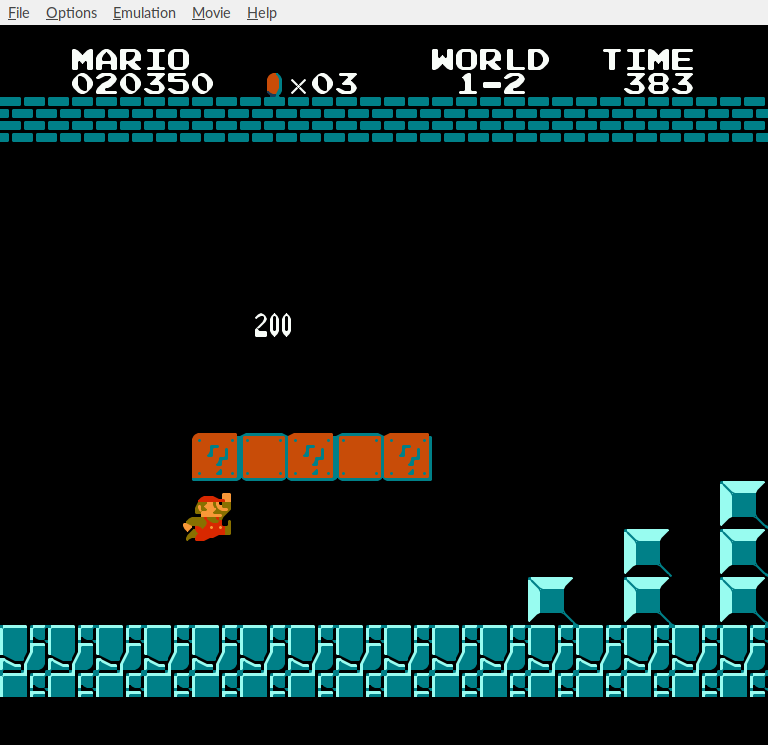 File Options Emulation Movie Help
MARIO WORLD TIME
020350 ×03 1-2 383
200
? ? ?